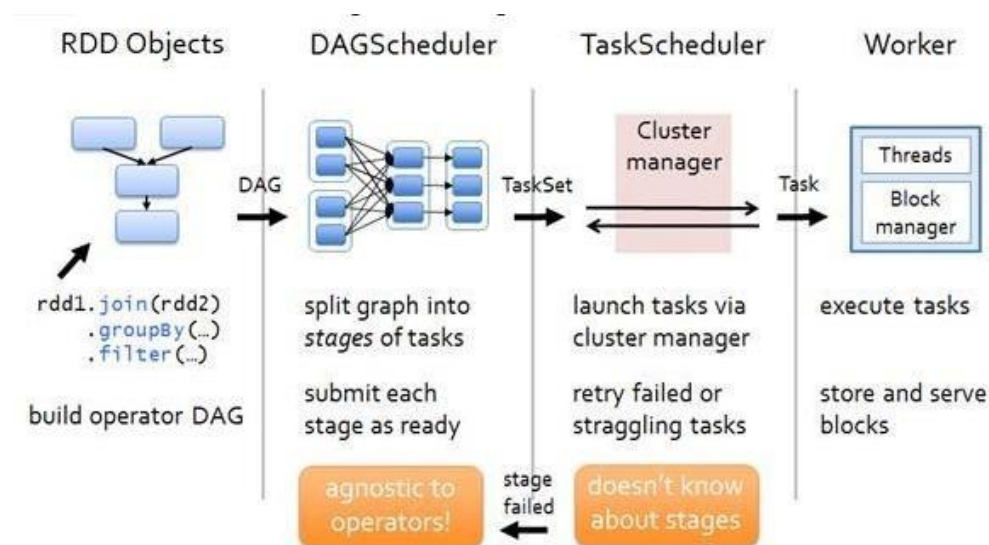 RDD Objects
DAGScheduler
TaskScheduler
Worker
DAG
TaskSet
Cluster
manager
Task
Threads
Block
manager
rdd1.join(rdd2)
.groupBy(…)
.filter(…)
build operator DAG
split graph into
stages of tasks
submit each
stage as ready
launch tasks via
cluster manager
retry failed or
straggling tasks
execute tasks
store and serve
blocks
agnostic to
operators!
stage
failed
doesn't know
about stages